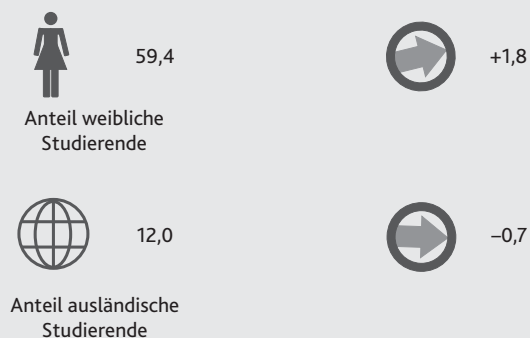 59,4
+1,8
Anteil weibliche
Studierende
12,0
–0,7
Anteil ausländische
Studierende